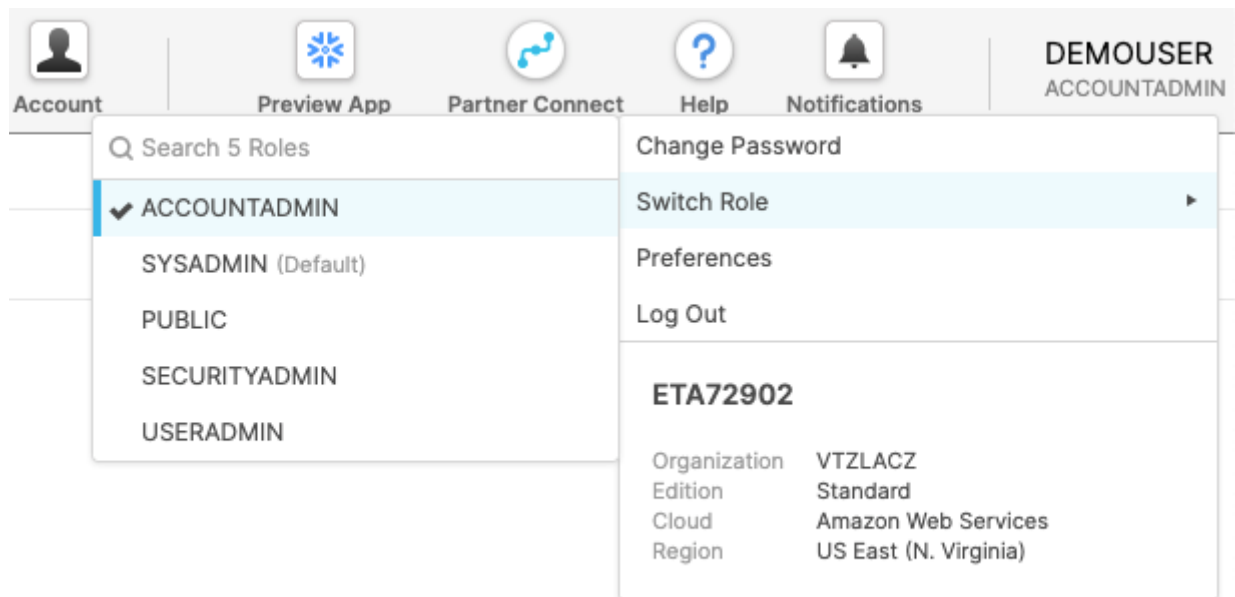 Account
Preview App
Partner Connect
Help
Notifications
DEMOUSER
ACCOUNTADMIN
Search 5 Roles
ACCOUNTADMIN
SYSADMIN (Default)
PUBLIC
SECURITYADMIN
USERADMIN
Change Password
Switch Role
Preferences
Log Out
ETA72902
Organization VTZLACZ
Edition Standard
Cloud Amazon Web Services
Region US East (N. Virginia)